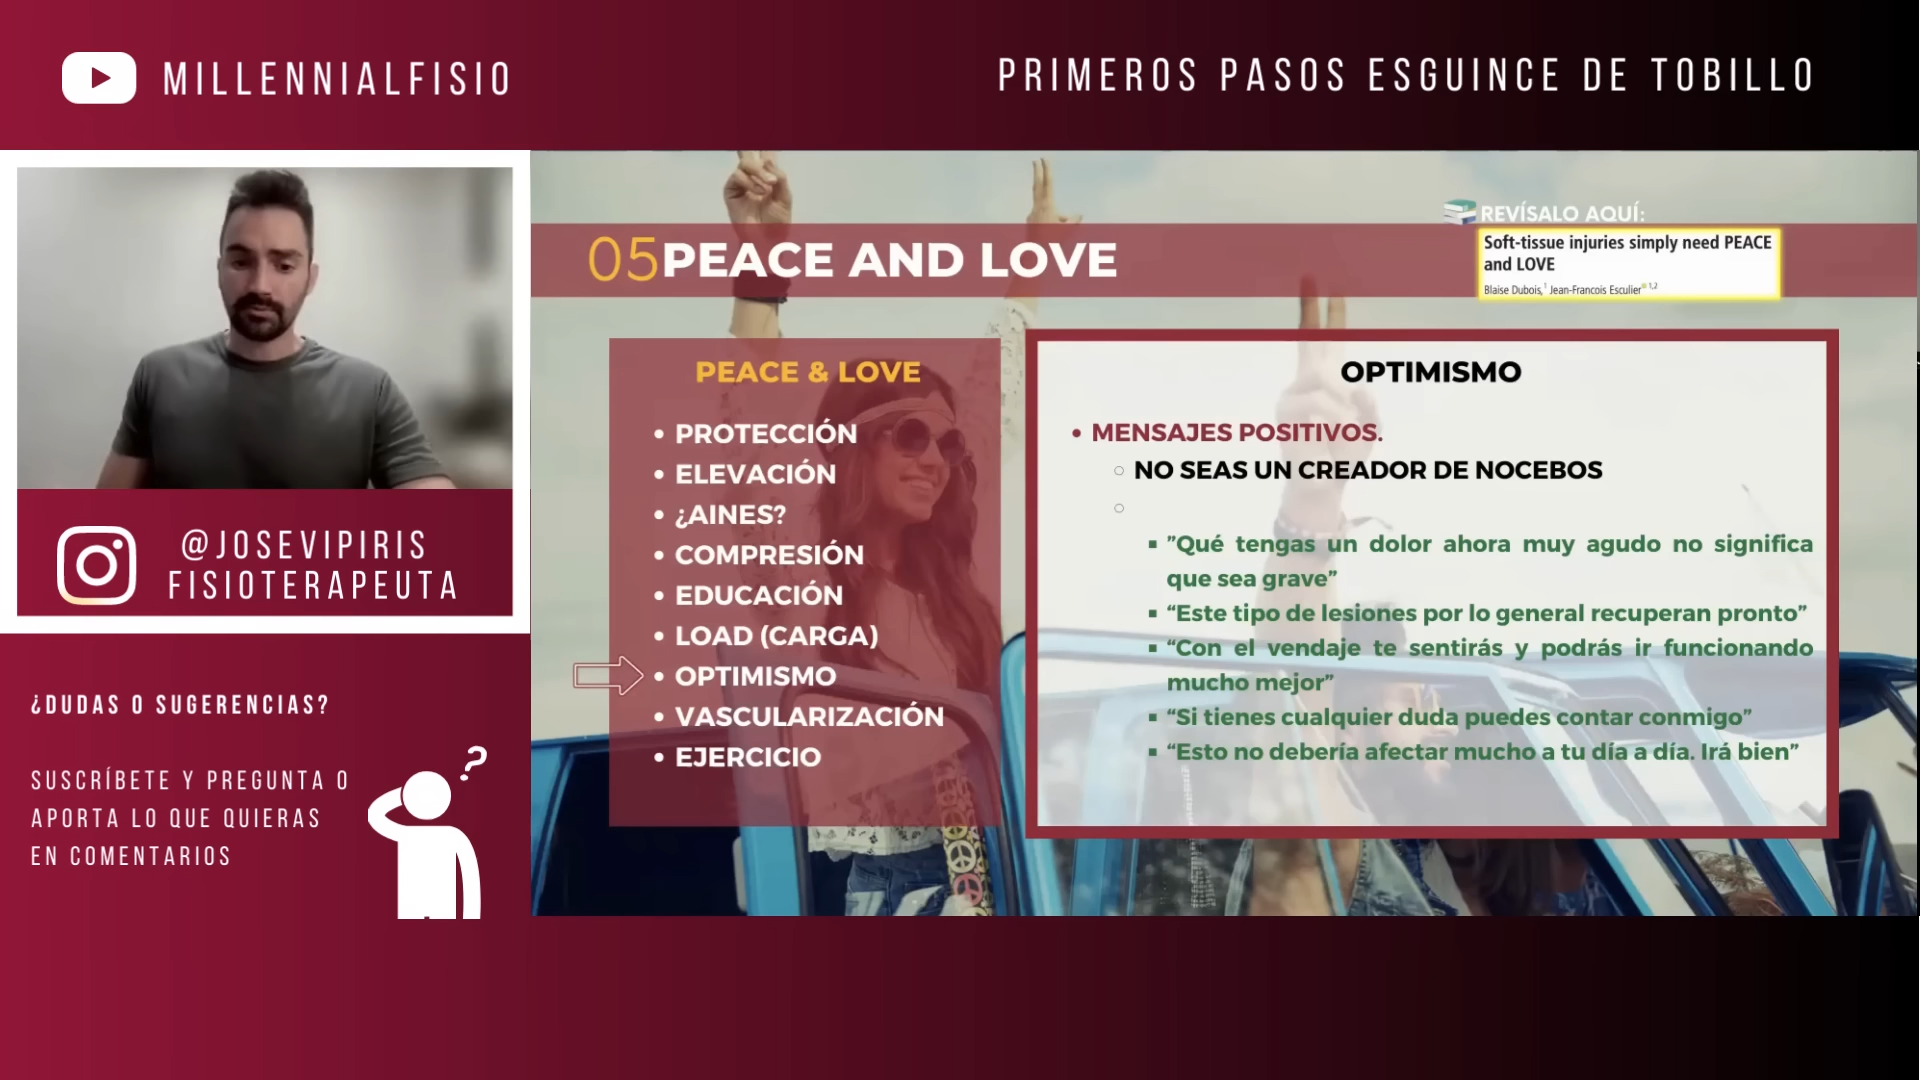 MILLENNIALFISIO
PRIMEROS PASOS ESGUINCE DE TOBILLO
@JOSEVIPIRIS
FISIOTERAPEUTA
¿DUDAS O SUGERENCIAS?
SUSCRÍBETE Y PREGUNTA O
APORTA LO QUE QUIERAS
EN COMENTARIOS
?
REVÍSALO AQUÍ:
Soft-tissue injuries simply need PEACE
and LOVE
Blaise Dubois,1 Jean-Francois Esculier 1,2
05 PEACE AND LOVE
PEACE & LOVE
• PROTECCIÓN
• ELEVACIÓN
• ¿AINES?
• COMPRESIÓN
• EDUCACIÓN
• LOAD (CARGA)
• OPTIMISMO
• VASCULARIZACIÓN
• EJERCICIO
OPTIMISMO
• MENSAJES POSITIVOS.
○ NO SEAS UN CREADOR DE NOCEBOS
○
▪ ”Qué tengas un dolor ahora muy agudo no significa
que sea grave”
▪ “Este tipo de lesiones por lo general recuperan pronto”
▪ “Con el vendaje te sentirás y podrás ir funcionando
mucho mejor”
▪ “Si tienes cualquier duda puedes contar conmigo”
▪ “Esto no debería afectar mucho a tu día a día. Irá bien”